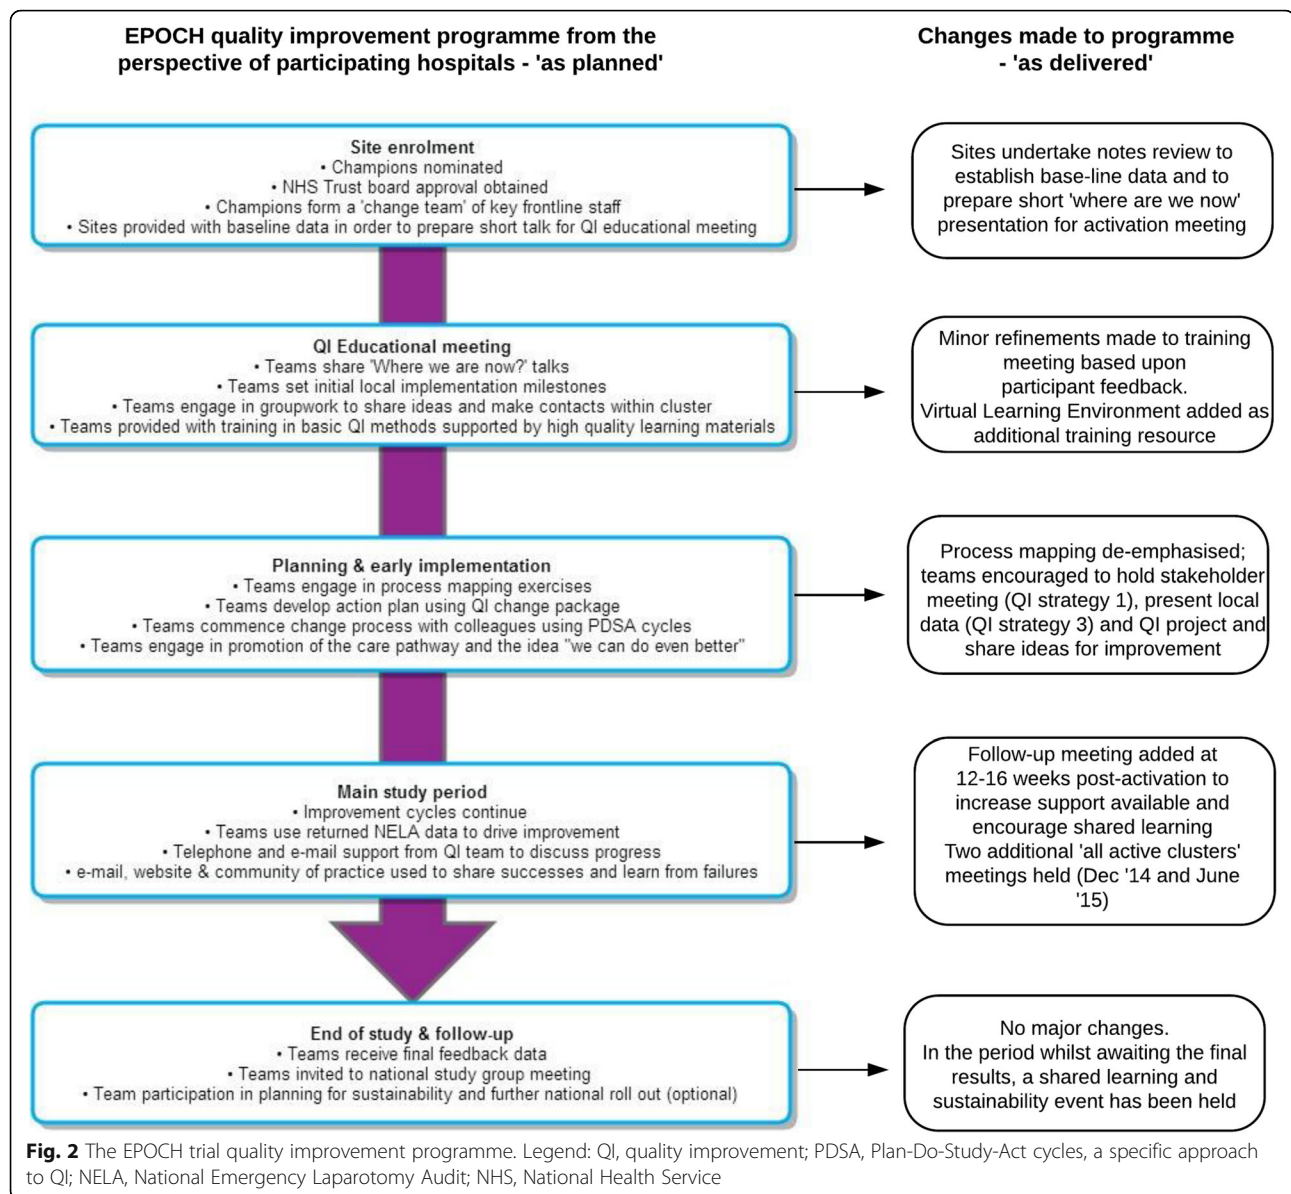 EPOCH quality improvement programme from the
perspective of participating hospitals - 'as planned'
Changes made to programme
- 'as delivered'
Site enrolment
• Champions nominated
• NHS Trust board approval obtained
• Champions form a 'change team' of key frontline staff
• Sites provided with baseline data in order to prepare short talk for QI educational meeting
Sites undertake notes review to
establish base-line data and to
prepare short 'where are we now'
presentation for activation meeting
QI Educational meeting
• Teams share 'Where we are now?' talks
• Teams set initial local implementation milestones
• Teams engage in groupwork to share ideas and make contacts within cluster
• Teams provided with training in basic QI methods supported by high quality learning materials
Minor refinements made to training
meeting based upon
participant feedback.
Virtual Learning Environment added as
additional training resource
Planning & early implementation
• Teams engage in process mapping exercises
• Teams develop action plan using QI change package
• Teams commence change process with colleagues using PDSA cycles
• Teams engage in promotion of the care pathway and the idea "we can do even better"
Process mapping de-emphasised;
teams encouraged to hold stakeholder
meeting (QI strategy 1), present local
data (QI strategy 3) and QI project and
share ideas for improvement
Main study period
• Improvement cycles continue
• Teams use returned NELA data to drive improvement
• Telephone and e-mail support from QI team to discuss progress
• e-mail, website & community of practice used to share successes and learn from failures
Follow-up meeting added at
12-16 weeks post-activation to
increase support available and
encourage shared learning
Two additional 'all active clusters'
meetings held (Dec '14 and June
'15)
End of study & follow-up
• Teams receive final feedback data
• Teams invited to national study group meeting
• Team participation in planning for sustainability and further national roll out (optional)
No major changes.
In the period whilst awaiting the final
results, a shared learning and
sustainability event has been held
Fig. 2 The EPOCH trial quality improvement programme. Legend: QI, quality improvement; PDSA, Plan-Do-Study-Act cycles, a specific approach
to QI; NELA, National Emergency Laparotomy Audit; NHS, National Health Service